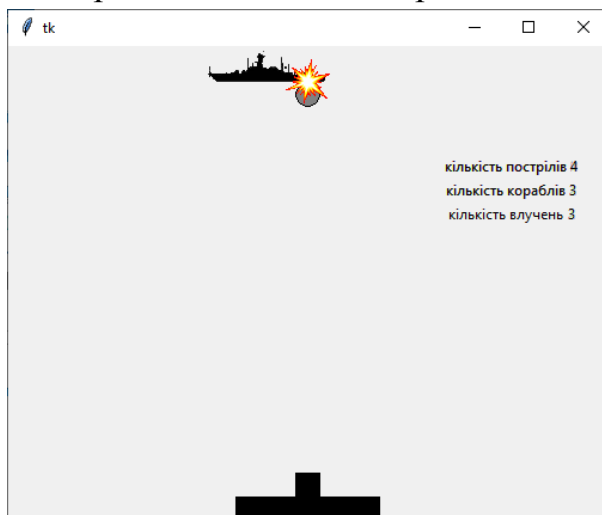 tk
кількість пострілів 4
кількість кораблів 3
кількість влучень 3